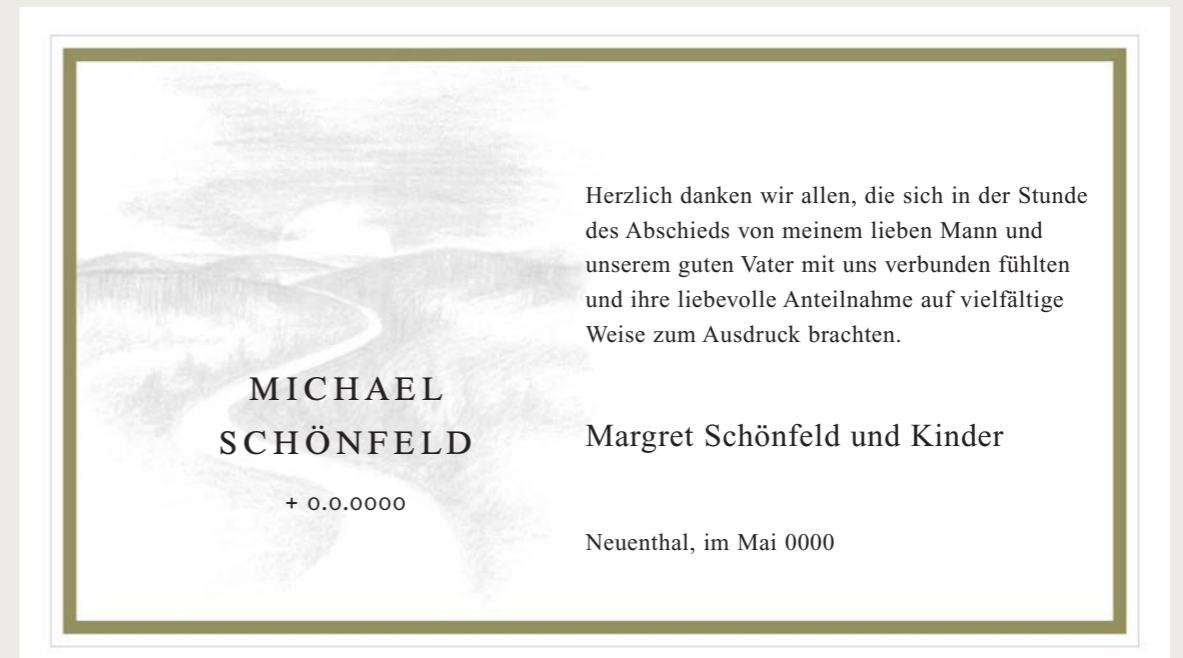 MICHAEL
SCHÖNFELD
+ 0.0.0000
Herzlich danken wir allen, die sich in der Stunde
des Abschieds von meinem lieben Mann und
unserem guten Vater mit uns verbunden fühlten
und ihre liebevolle Anteilnahme auf vielfältige
Weise zum Ausdruck brachten.
Margret Schönfeld und Kinder
Neuenthal, im Mai 0000